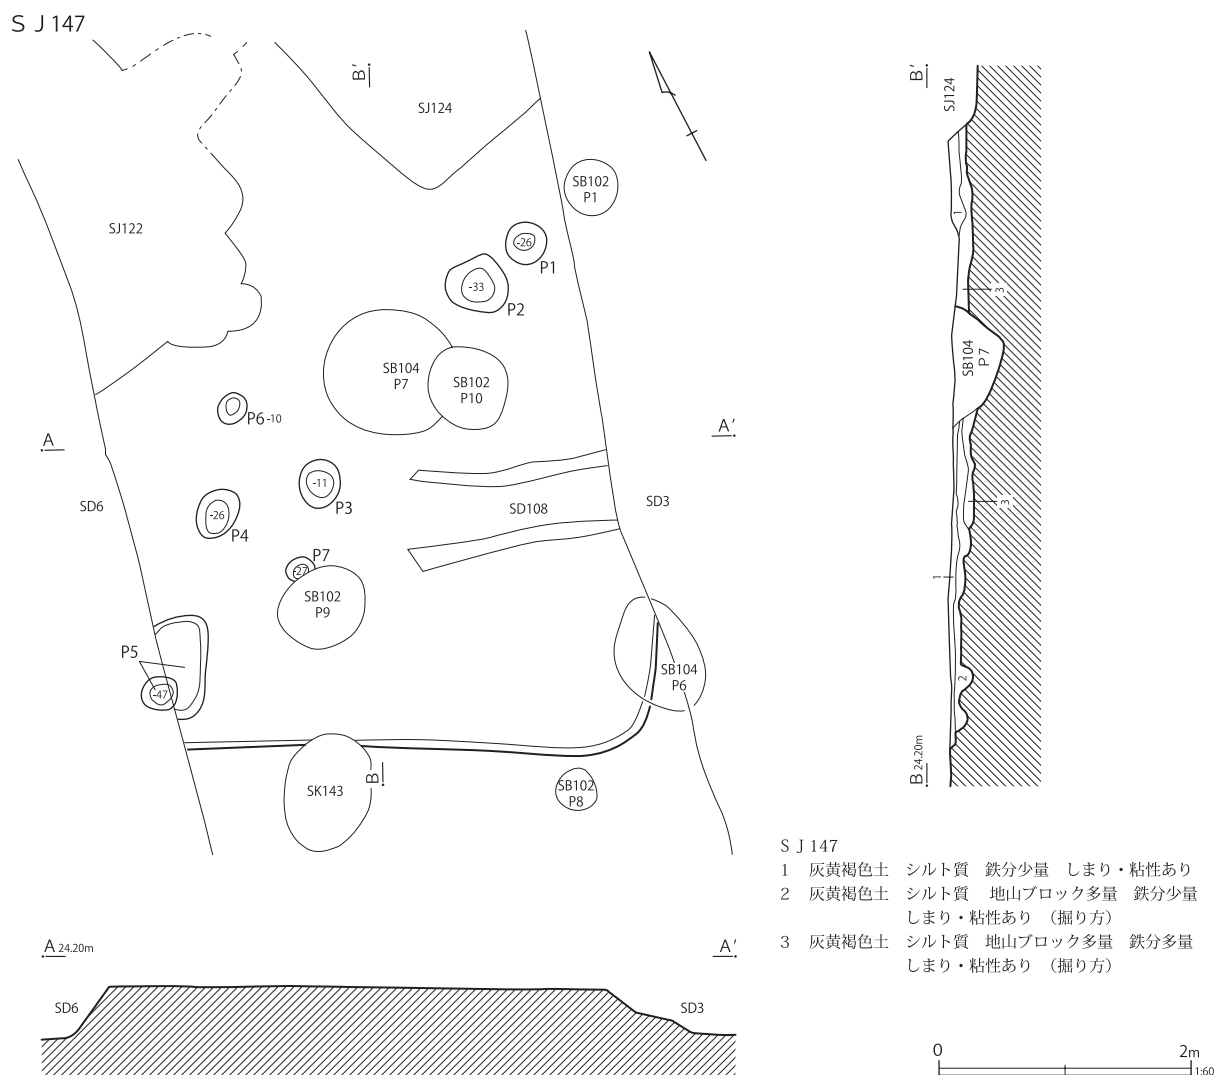 ＳＪ147
B′
SJ124
SB102
P1
SJ122
-26
P1
-33
P2
SB104
P7
SB102
P10
P6 -10
A
A′
-11
P3
SD6
-26
P4
SD108
SD3
P7
-27
SB102
P9
P5
-47
SB104
P6
SK143
B
SB102
P8
B′
SJ124
1
3
SB104
P7
3
1
2
B 24.20m
ＳＪ147
1 灰黄褐色土 シルト質 鉄分少量 しまり・粘性あり
2 灰黄褐色土 シルト質 地山ブロック多量 鉄分少量
しまり・粘性あり （掘り方）
3 灰黄褐色土 シルト質 地山ブロック多量 鉄分多量
しまり・粘性あり （掘り方）
A 24.20m
A′
SD6
SD3
0 2m
1:60